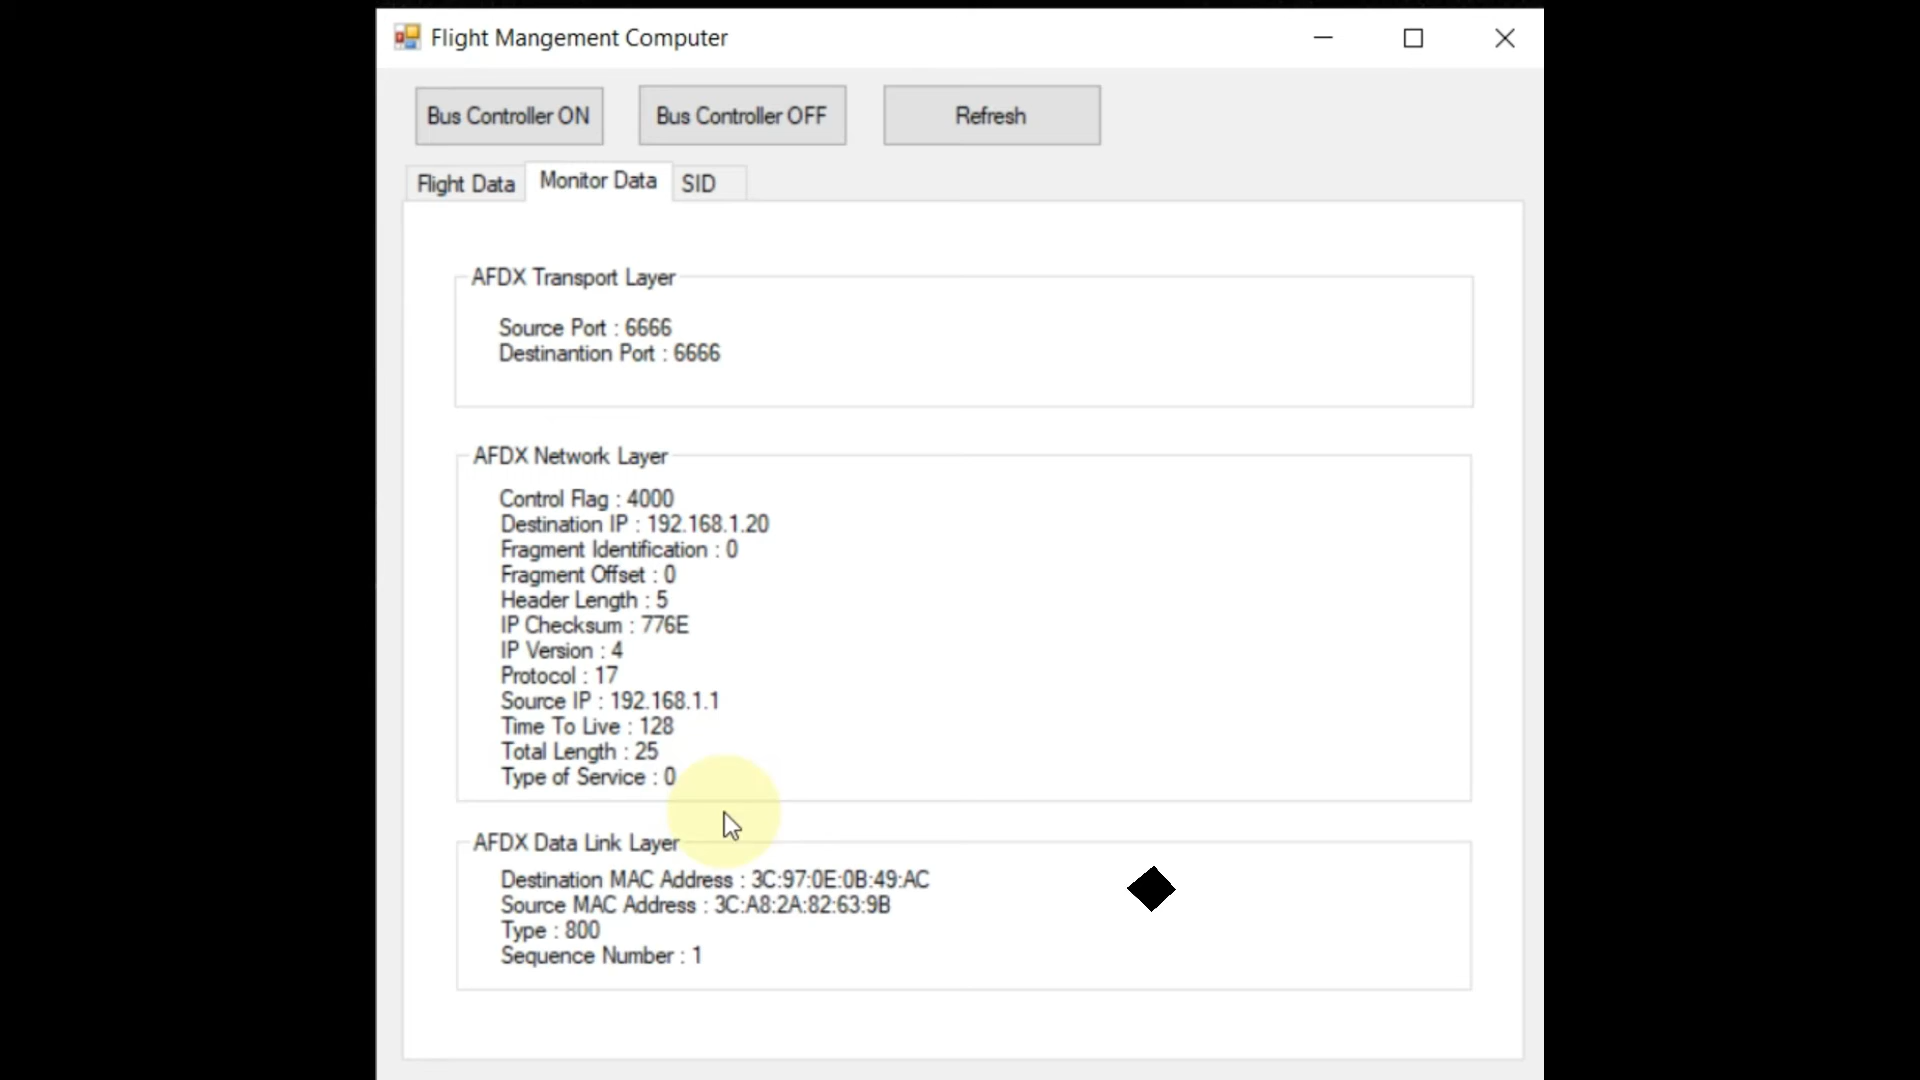 Flight Mangement Computer
Bus Controller ON
Bus Controller OFF
Refresh
Flight Data
Monitor Data
SID
AFDX Transport Layer
Source Port : 6666
Destinantion Port : 6666
AFDX Network Layer
Control Flag : 4000
Destination IP : 192.168.1.20
Fragment Identification : 0
Fragment Offset : 0
Header Length : 5
IP Checksum : 776E
IP Version : 4
Protocol : 17
Source IP : 192.168.1.1
Time To Live : 128
Total Length : 25
Type of Service : 0
AFDX Data Link Layer
Destination MAC Address : 3C:97:0E:0B:49:AC
Source MAC Address : 3C:A8:2A:82:63:9B
Type : 800
Sequence Number : 1